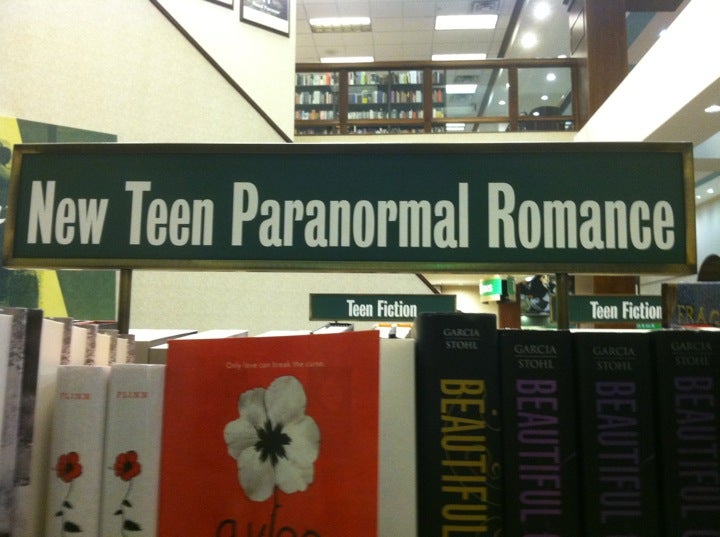 New Teen Paranormal Romance
Teen Fiction
Teen Fiction
FLINN
FLINN
Only love can break the curse.
GARCIA
STOHL
BEAUTIFUL
GARCIA
STOHL
BEAUTIFUL
GARCIA
STOHL
BEAUTIFUL
GARCIA
STOHL
BEAUTIFUL